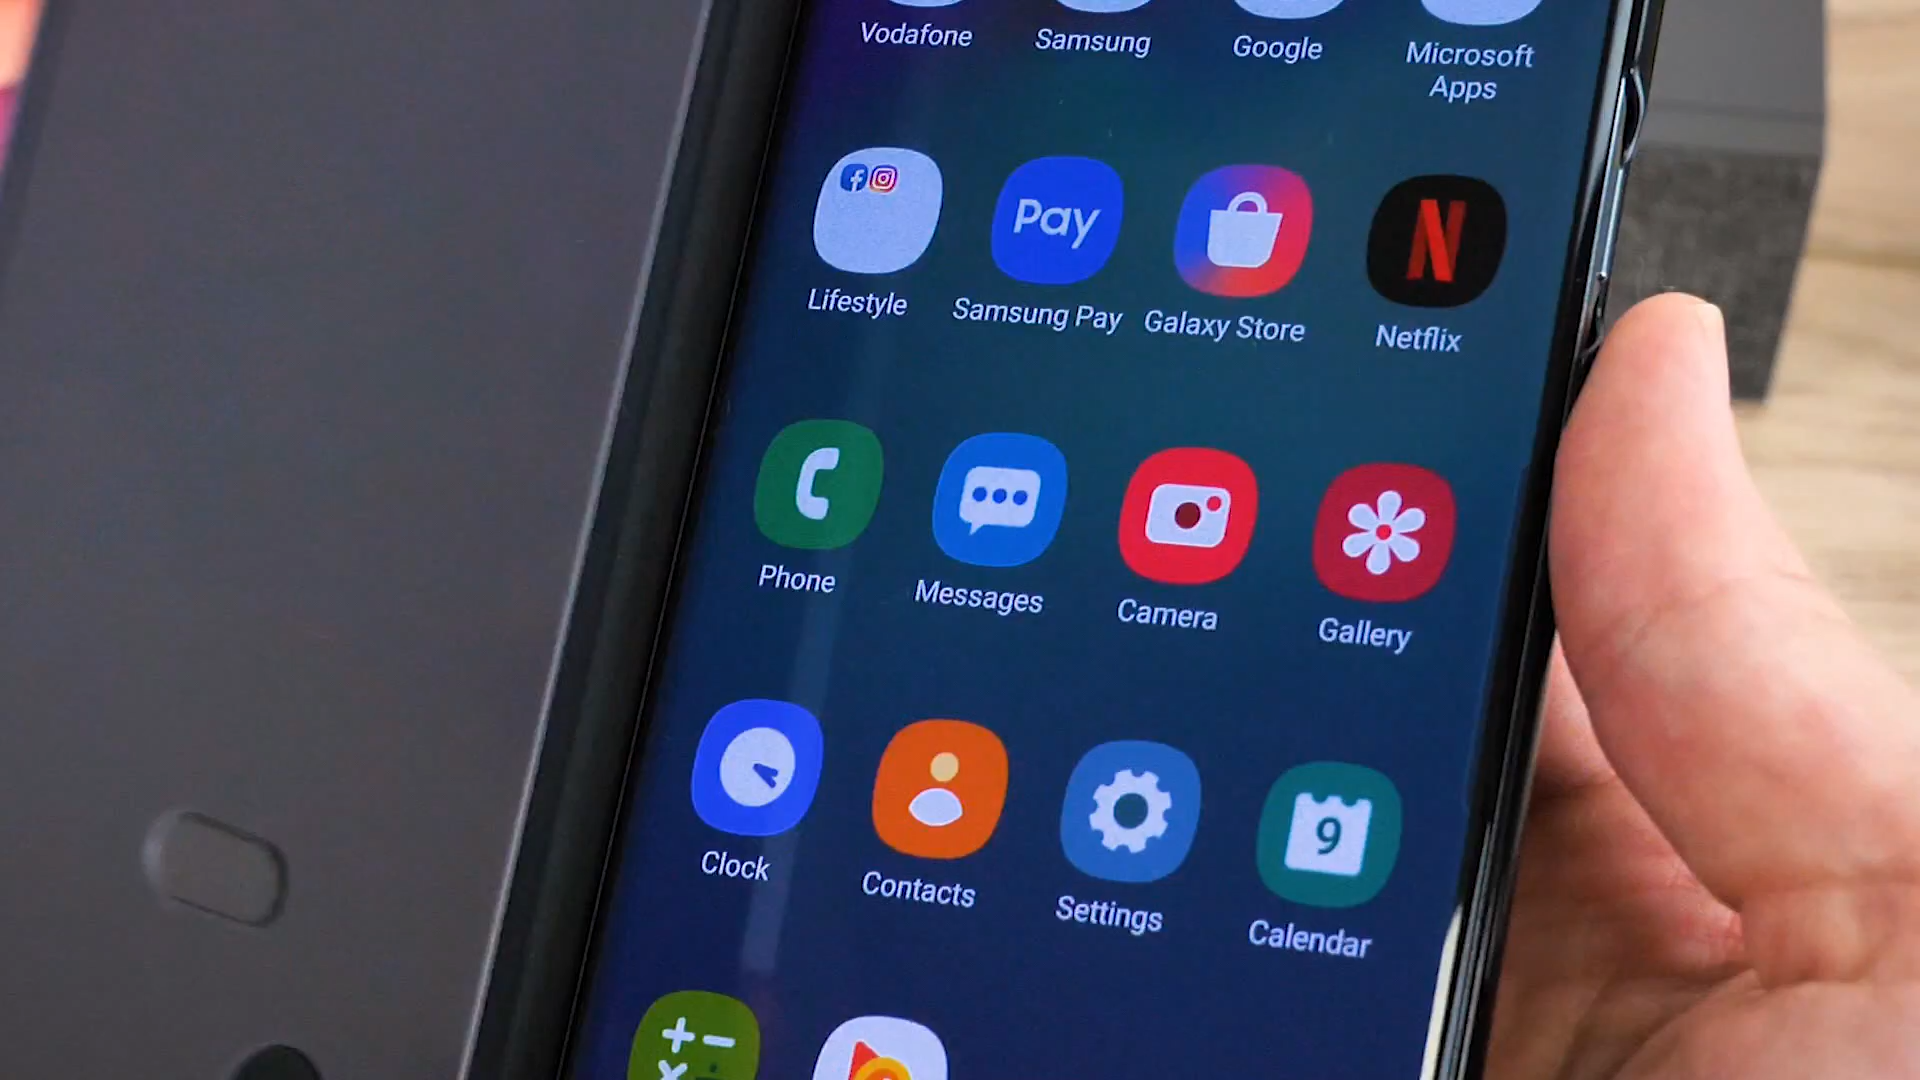 Vodafone
Samsung
Google
Microsoft
Apps
Pay
N
Lifestyle
Samsung Pay
Galaxy Store
Netflix
Phone
Messages
Camera
Gallery
9
Clock
Contacts
Settings
Calendar